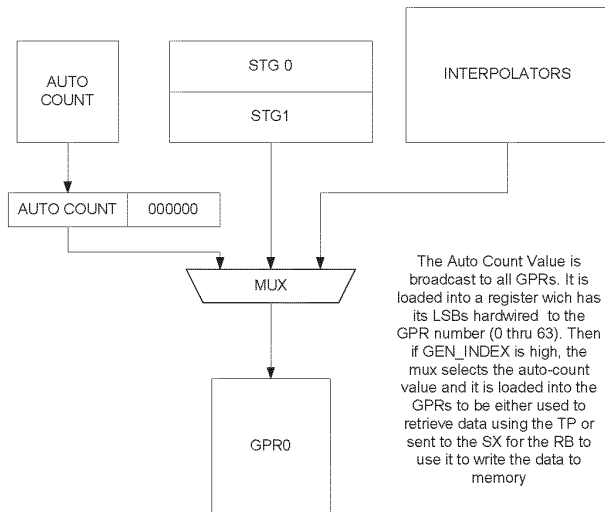 AUTO
COUNT
STG 0
STG1
INTERPOLATORS
AUTO COUNT
000000
MUX
GPR0
The Auto Count Value is
broadcast to all GPRs. It is
loaded into a register wich has
its LSBs hardwired to the
GPR number (0 thru 63). Then
if GEN_INDEX is high, the
mux selects the auto-count
value and it is loaded into the
GPRs to be either used to
retrieve data using the TP or
sent to the SX for the RB to
use it to write the data to
memory